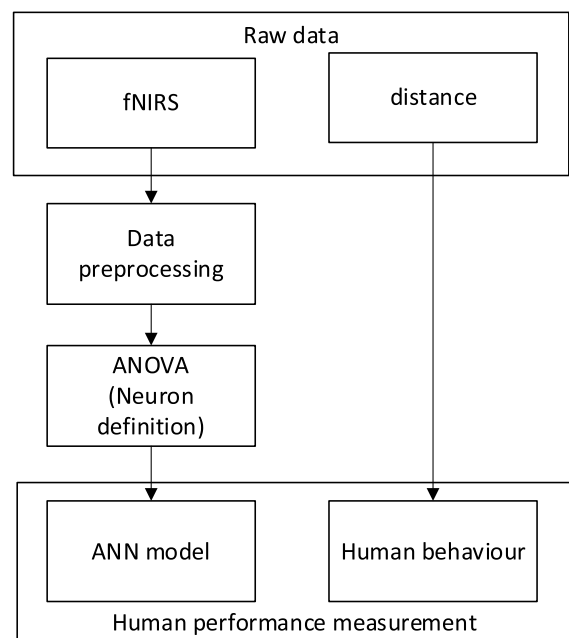 Raw data
fNIRS
distance
Data
preprocessing
ANOVA
(Neuron
definition)
ANN model
Human behaviour
Human performance measurement